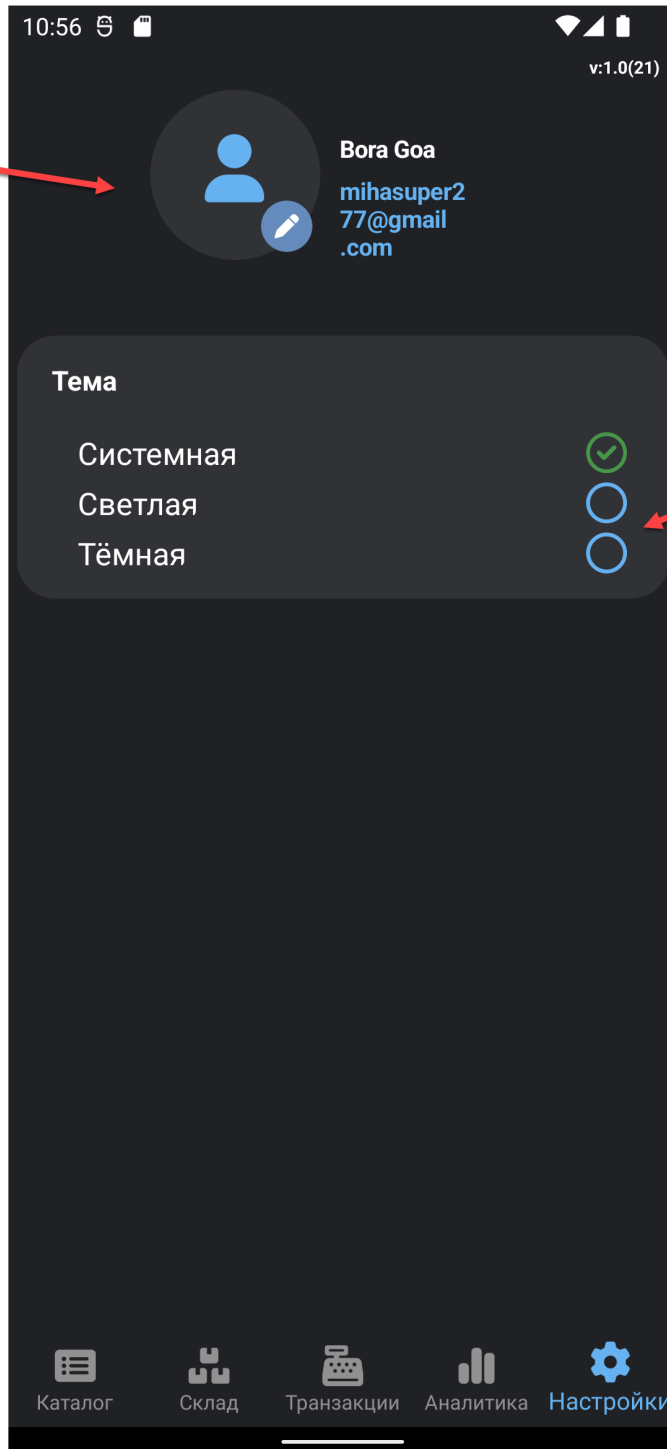 10:56
v:1.0(21)
Bora Goa
mihasuper2
77@gmail
.com
Тема
Системная
Светлая
Тёмная
Каталог
Склад
Транзакции
Аналитика
Настройки